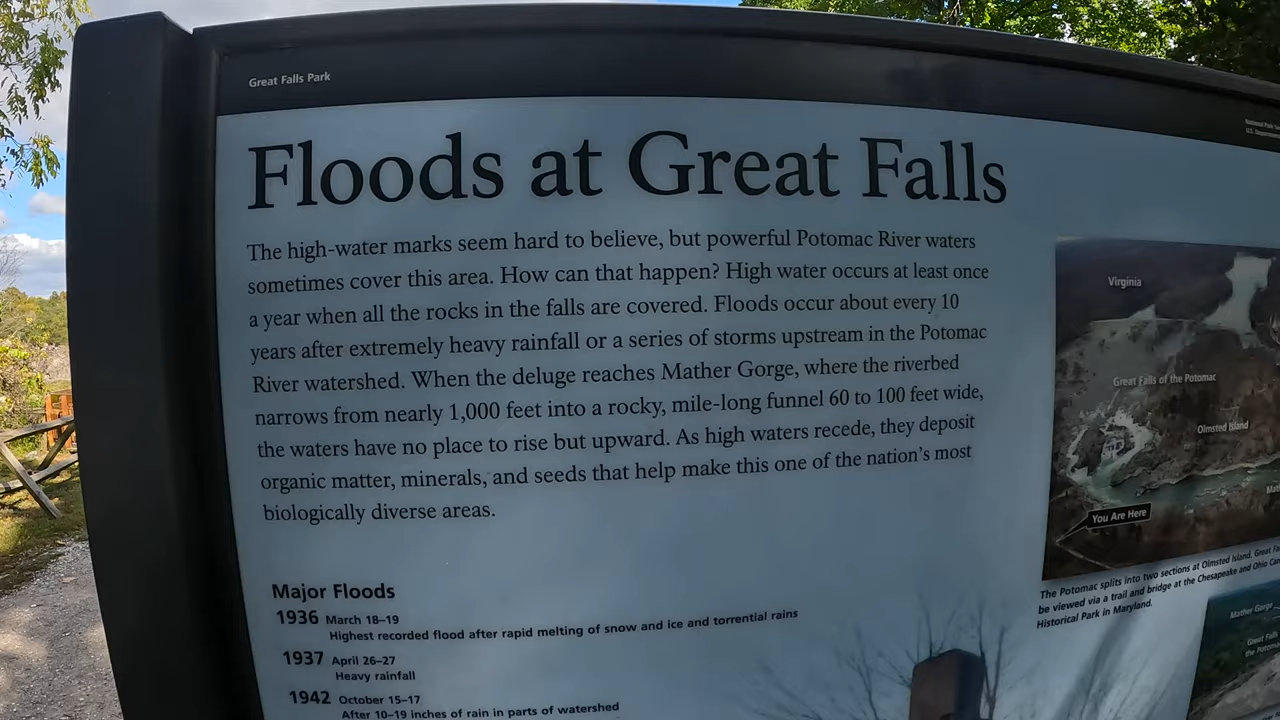 Great Falls Park
Floods at Great Falls
The high-water marks seem hard to believe, but powerful Potomac River waters
sometimes cover this area. How can that happen? High water occurs at least once
a year when all the rocks in the falls are covered. Floods occur about every 10
years after extremely heavy rainfall or a series of storms upstream in the Potomac
River watershed. When the deluge reaches Mather Gorge, where the riverbed
narrows from nearly 1,000 feet into a rocky, mile-long funnel 60 to 100 feet wide,
the waters have no place to rise but upward. As high waters recede, they deposit
organic matter, minerals, and seeds that help make this one of the nation's most
biologically diverse areas.
Major Floods
1936 March 18–19
Highest recorded flood after rapid melting of snow and ice and torrential rains
1937 April 26–27
Heavy rainfall
1942 October 15–17
After 10–19 inches of rain in parts of watershed
National Park
U.S.
Virginia
Great Falls of the Potomac
Olmsted Island
You Are Here
The Potomac splits into two sections at Olmsted Island. Great
be viewed via a trail and bridge at the Chesapeake and Ohio
Historical Park in Maryland.
Mather Gorge
Great Falls
the Potomac